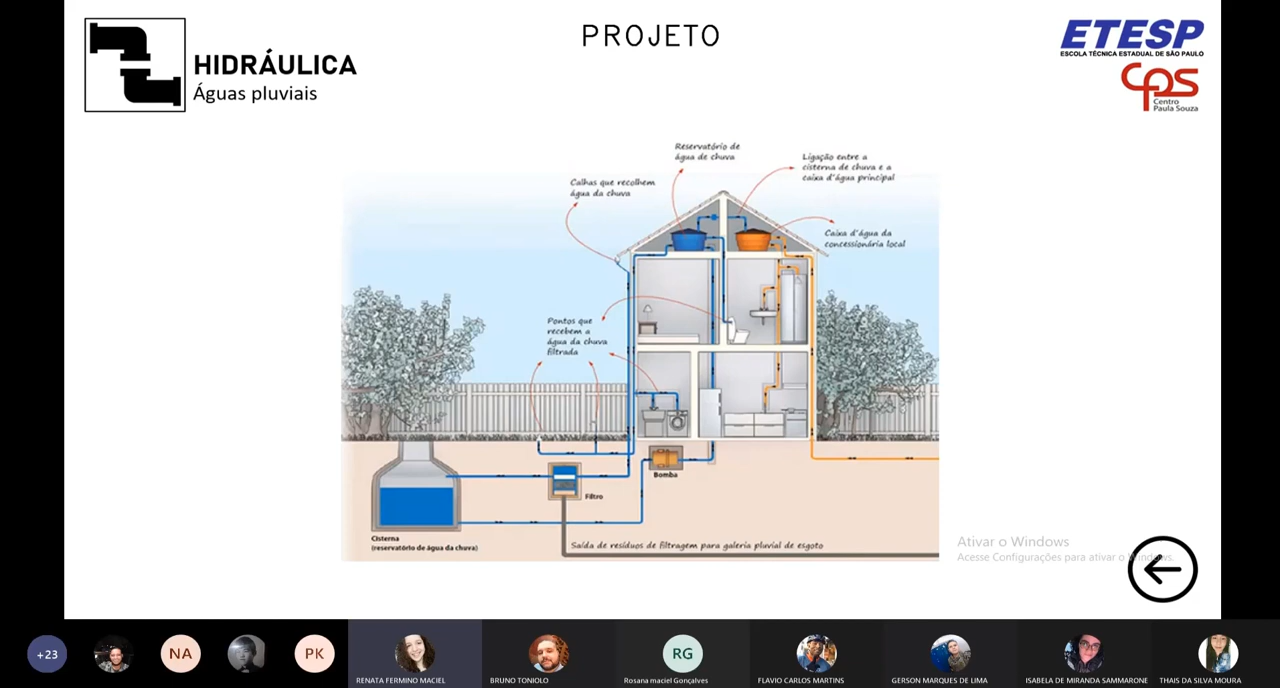 PROJETO
HIDRÁULICA
Águas pluviais
ETESP
ESCOLA TÉCNICA ESTADUAL DE SÃO PAULO
cps
Centro
Paula Souza
Reservatório de
água de chuva
Ligação entre a
cisterna de chuva e a
caixa d'água principal
Calhas que recolhem
água da chuva
Caixa d'água da
concessionária local
Pontos que
recebem a
água da chuva
filtrada
Bomba
Filtro
Cisterna
(reservatório de água da chuva)
Saída de resíduos de filtragem para galeria pluvial de esgoto
Ativar o Windows
Acesse Configurações para ativar o Windows.
+23
NA
PK
RG
RENATA FERMINO MACIEL
BRUNO TONIOLO
Rosana maciel Gonçalves
FLAVIO CARLOS MARTINS
GERSON MARQUES DE LIMA
ISABELA DE MIRANDA SAMMARONE
THAIS DA SILVA MOURA